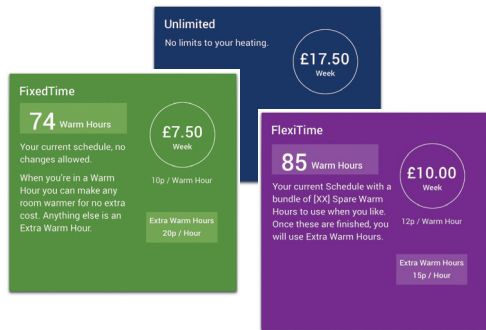 Unlimited
No limits to your heating.
£17.50
Week
FixedTime
74 Warm Hours
Your current schedule, no
changes allowed.
When you're in a Warm
Hour you can make any
room warmer for no extra
cost. Anything else is an
Extra Warm Hour.
£7.50
Week
10p / Warm Hour
Extra Warm Hours
20p / Hour
FlexiTime
85 Warm Hours
Your current Schedule with a
bundle of [XX] Spare Warm
Hours to use when you like.
Once these are finished, you
will use Extra Warm Hours.
£10.00
Week
12p / Warm Hour
Extra Warm Hours
15p / Hour